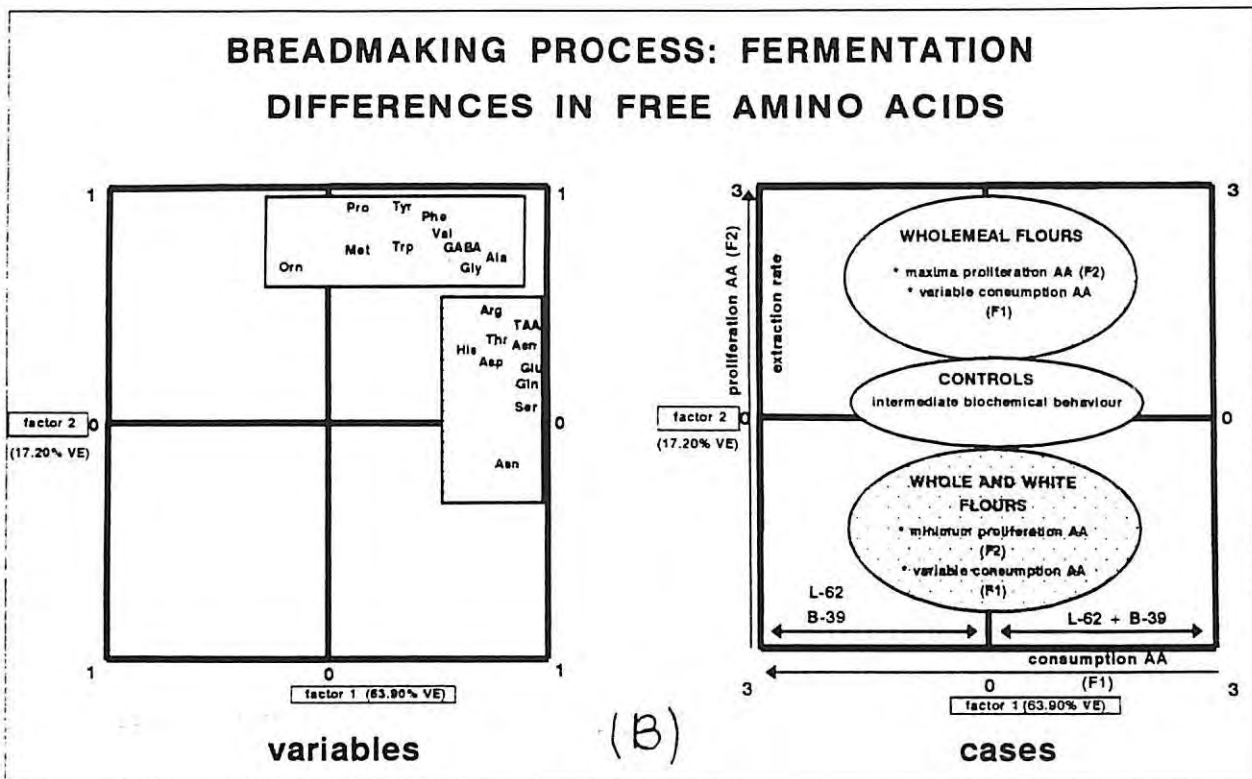 BREADMAKING PROCESS: FERMENTATION
DIFFERENCES IN FREE AMINO ACIDS
1
1
Pro
Tyr
Phe
Val
Met
Trp
GABA
Ala
Orn
Gly
Arg
TAA
Thr
Asn
His
Asp
Glu
Gln
Ser
factor 2
0
0
(17.20% VE)
Asn
1
0
1
factor 1 (63.90% VE)
variables
(B)
3
3
proliferation AA (F2)
extraction rate
WHOLEMEAL FLOURS
* maxima proliferation AA (F2)
* variable consumption AA
(F1)
CONTROLS
intermediate biochemical behaviour
factor 2
0
0
(17.20% VE)
WHOLE AND WHITE
FLOURS
* minimum proliferation AA
(F2)
* variable consumption AA
(F1)
L-62
B-39
L-62 + B-39
consumption AA
(F1)
3
0
3
factor 1 (63.90% VE)
cases